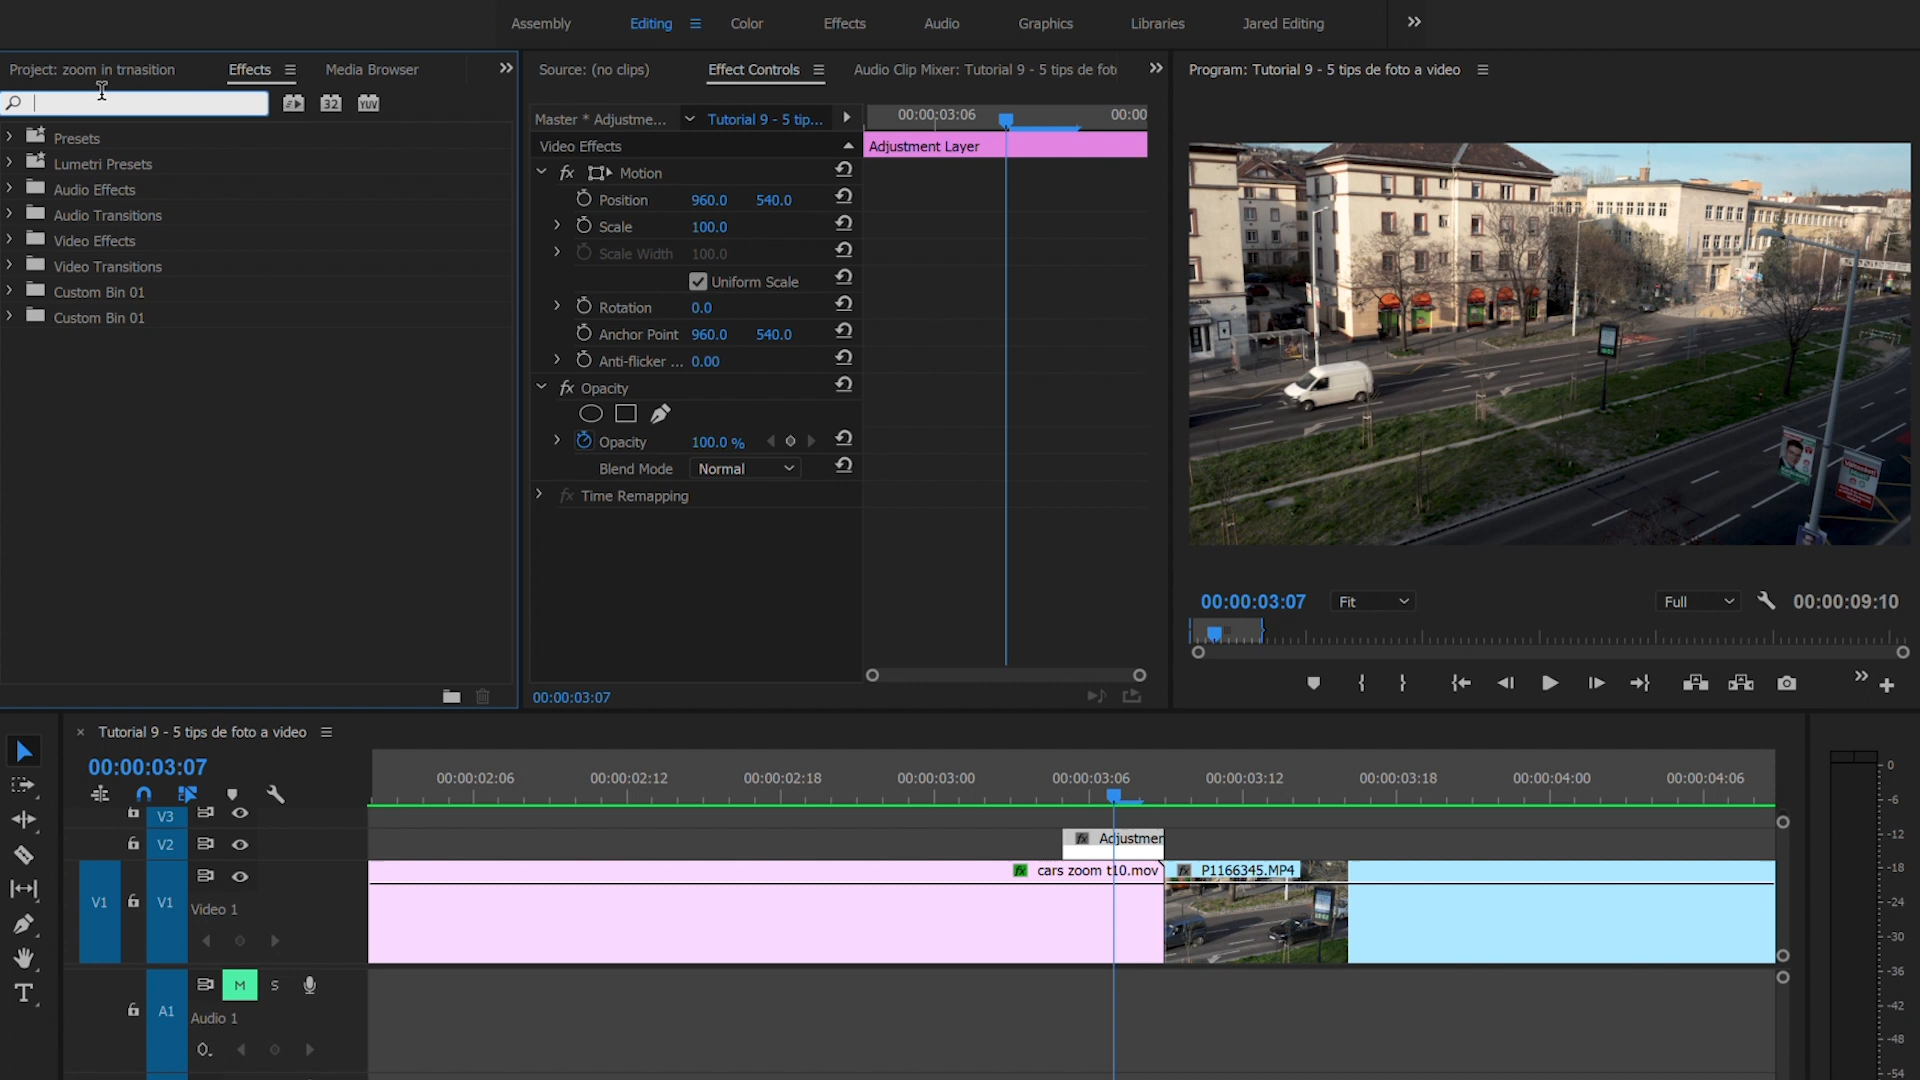 Assembly
Editing
Color
Effects
Audio
Graphics
Libraries
Jared Editing
Project: zoom in trnasition
Effects
Media Browser
32
YUV
Presets
Lumetri Presets
Audio Effects
Audio Transitions
Video Effects
Video Transitions
Custom Bin 01
Custom Bin 01
Source: (no clips)
Effect Controls
Audio Clip Mixer: Tutorial 9 - 5 tips de fot
Master * Adjustme...
Tutorial 9 - 5 tip...
00:00:03:06
00:00
Video Effects
Adjustment Layer
fx Motion
Position 960.0 540.0
Scale 100.0
Scale Width 100.0
Uniform Scale
Rotation 0.0
Anchor Point 960.0 540.0
Anti-flicker ... 0.00
fx Opacity
Opacity 100.0 %
Blend Mode Normal
fx Time Remapping
00:00:03:07
Program: Tutorial 9 - 5 tips de foto a video
00:00:03:07
Fit
Full
00:00:09:10
Tutorial 9 - 5 tips de foto a video
00:00:03:07
00:00:02:06
00:00:02:12
00:00:02:18
00:00:03:00
00:00:03:06
00:00:03:12
00:00:03:18
00:00:04:00
00:00:04:06
V3
V2
fx Adjustmen
V1
V1
Video 1
fx cars zoom t10.mov
fx P1166345.MP4
M
S
A1
Audio 1
0
-6
-12
-18
-24
-30
-36
-42
-48
-54